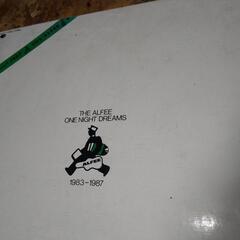 THE ALFEE
ONE NIGHT DREAMS
ALFEE
1983-1987